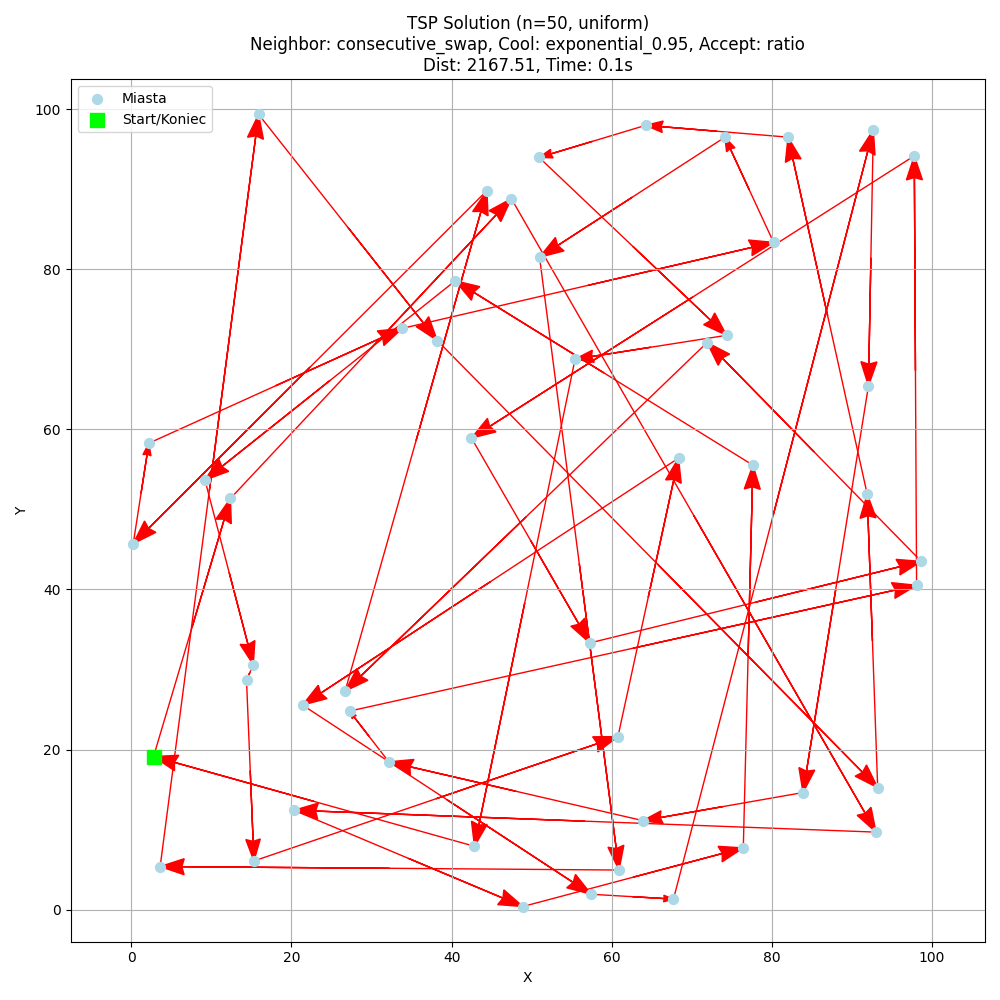 TSP Solution (n=50, uniform)
Neighbor: consecutive_swap, Cool: exponential_0.95, Accept: ratio
Dist: 2167.51, Time: 0.1s
Miasta
Start/Koniec
100
80
60
40
20
0
Y
0 20 40 60 80 100
X